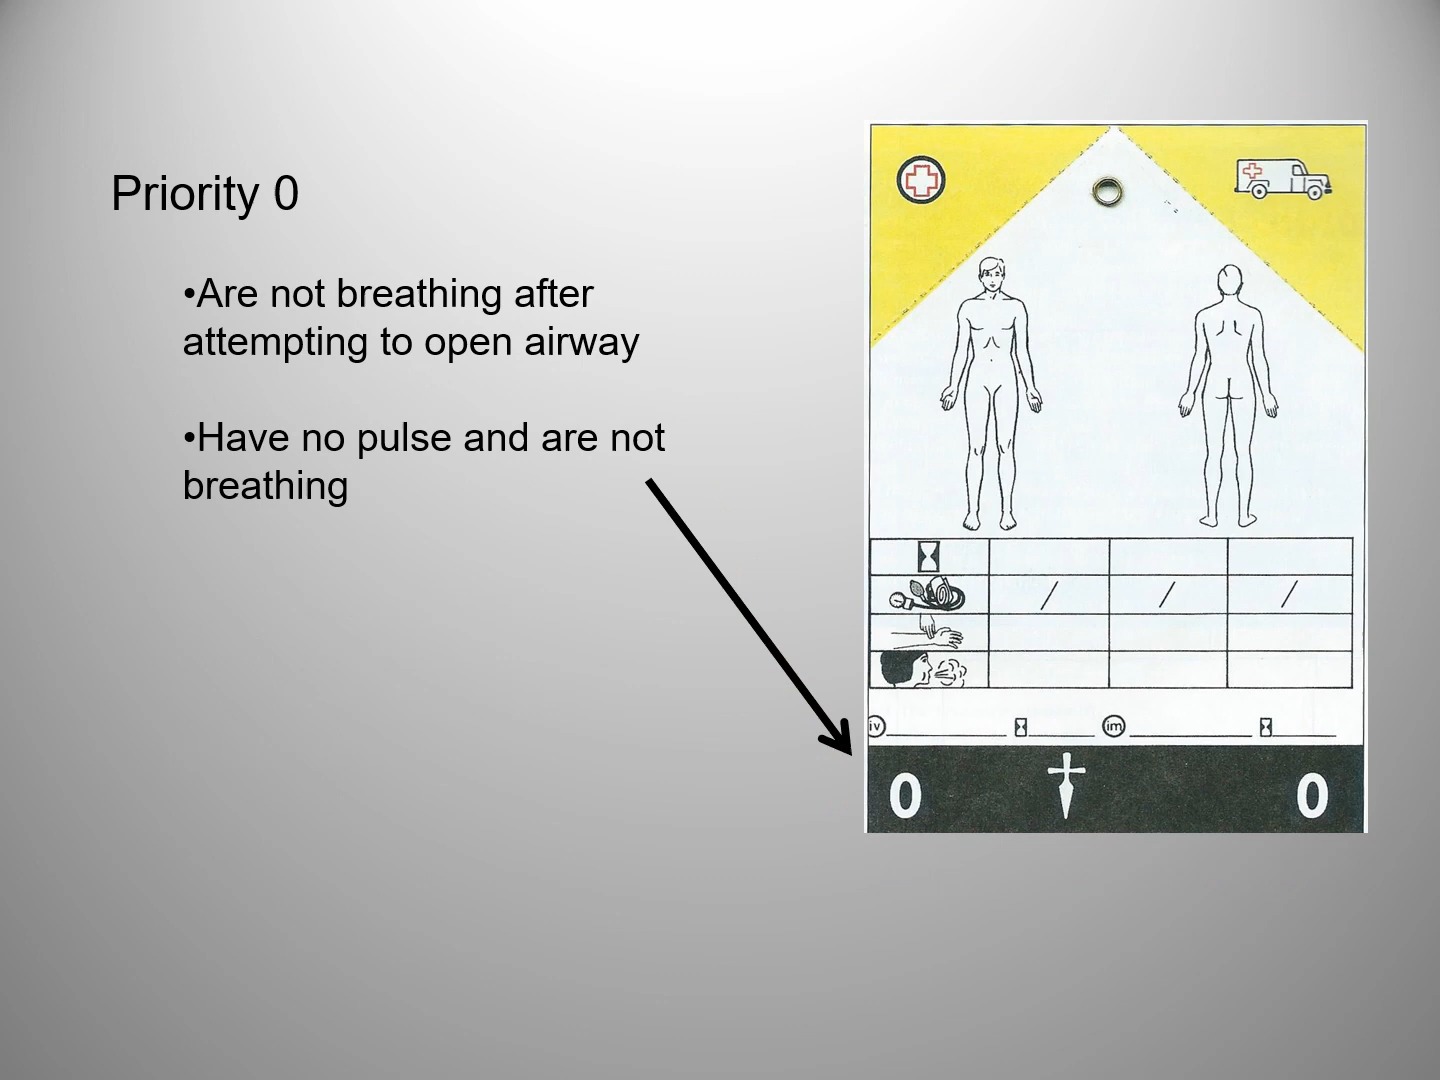 Priority 0
•Are not breathing after
attempting to open airway
•Have no pulse and are not
breathing
/ / /
iv im
0 0